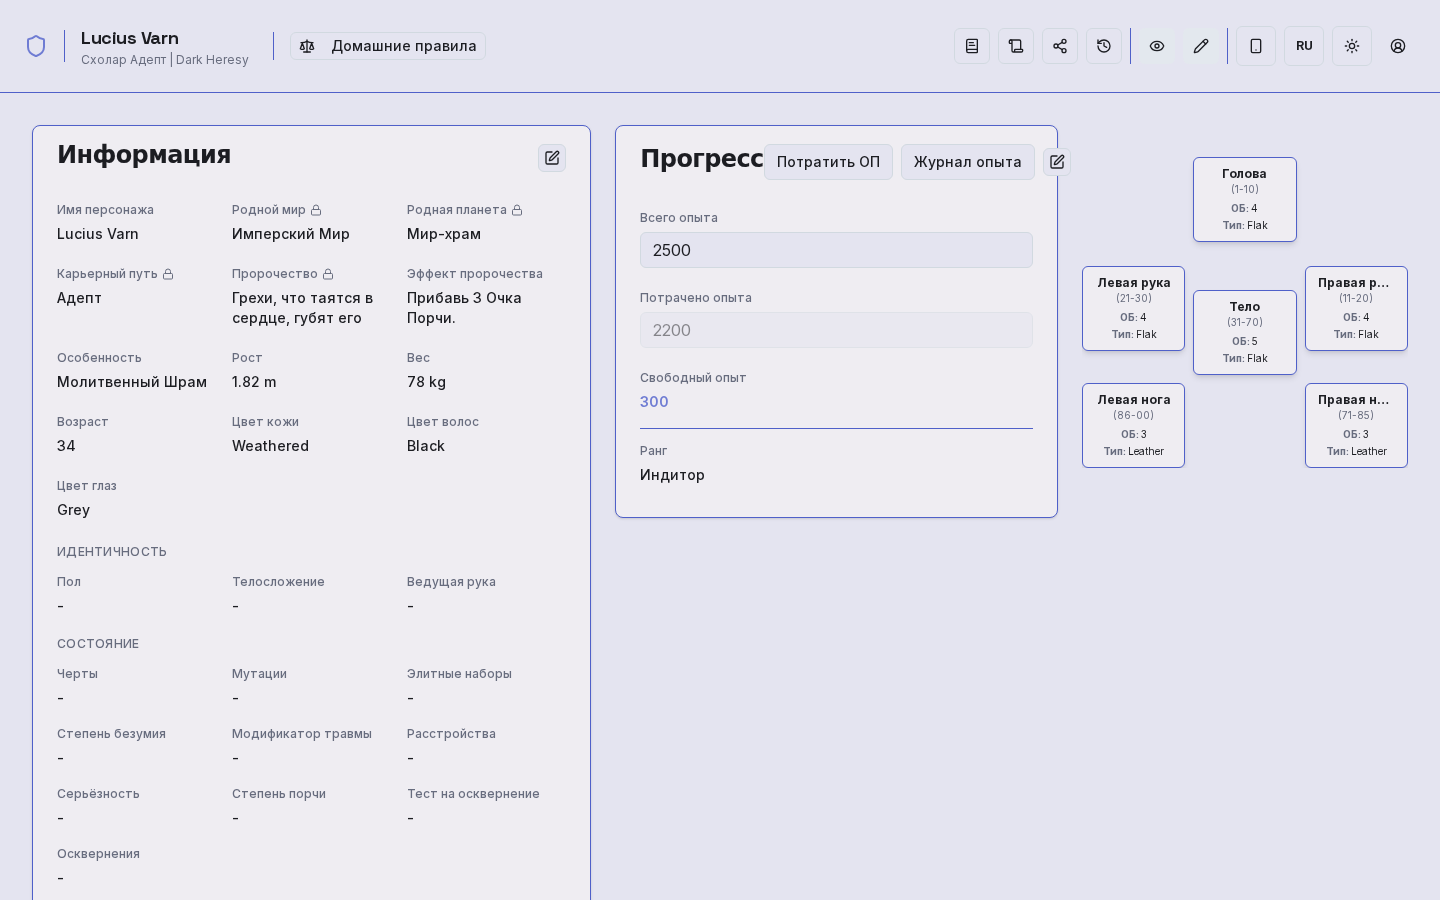 Lucius Varn
Схолар Адепт | Dark Heresy
Домашние правила
RU
Информация
Имя персонажа
Lucius Varn
Родной мир
Имперский Мир
Родная планета
Мир-храм
Карьерный путь
Адепт
Пророчество
Грехи, что таятся в
сердце, губят его
Эффект пророчества
Прибавь 3 Очка
Порчи.
Особенность
Молитвенный Шрам
Рост
1.82 m
Вес
78 kg
Возраст
34
Цвет кожи
Weathered
Цвет волос
Black
Цвет глаз
Grey
ИДЕНТИЧНОСТЬ
Пол
-
Телосложение
-
Ведущая рука
-
СОСТОЯНИЕ
Черты
-
Мутации
-
Элитные наборы
-
Степень безумия
-
Модификатор травмы
-
Расстройства
-
Серьёзность
-
Степень порчи
-
Тест на осквернение
-
Осквернения
-
Прогресс
Потратить ОП
Журнал опыта
Всего опыта
2500
Потрачено опыта
2200
Свободный опыт
300
Ранг
Индитор
Голова
(1-10)
ОБ: 4
Тип: Flak
Левая рука
(21-30)
ОБ: 4
Тип: Flak
Тело
(31-70)
ОБ: 5
Тип: Flak
Правая р...
(11-20)
ОБ: 4
Тип: Flak
Левая нога
(86-00)
ОБ: 3
Тип: Leather
Правая н...
(71-85)
ОБ: 3
Тип: Leather